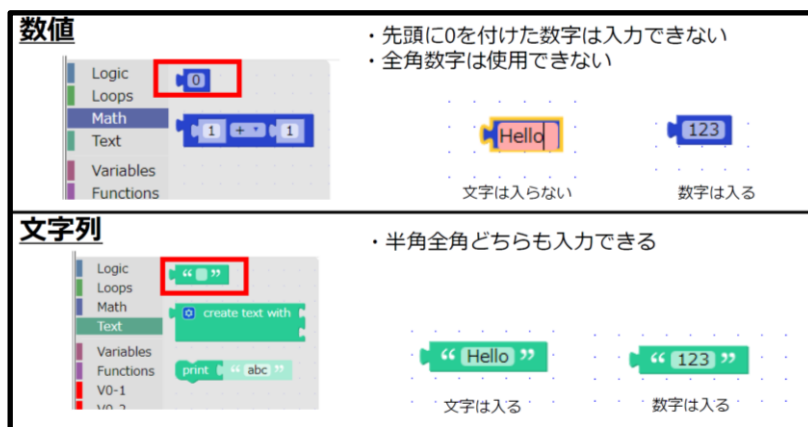 数値
・先頭に0を付けた数字は入力できない
・全角数字は使用できない
Logic
Loops
Math
Text
Variables
Functions
0
1 + 1
Hello
123
文字は入らない
数字は入る
文字列
・半角全角どちらも入力できる
Logic
Loops
Math
Text
Variables
Functions
V0-1
V0-2
“ ”
create text with
print “ abc ”
“ Hello ”
“ 123 ”
文字は入る
数字は入る